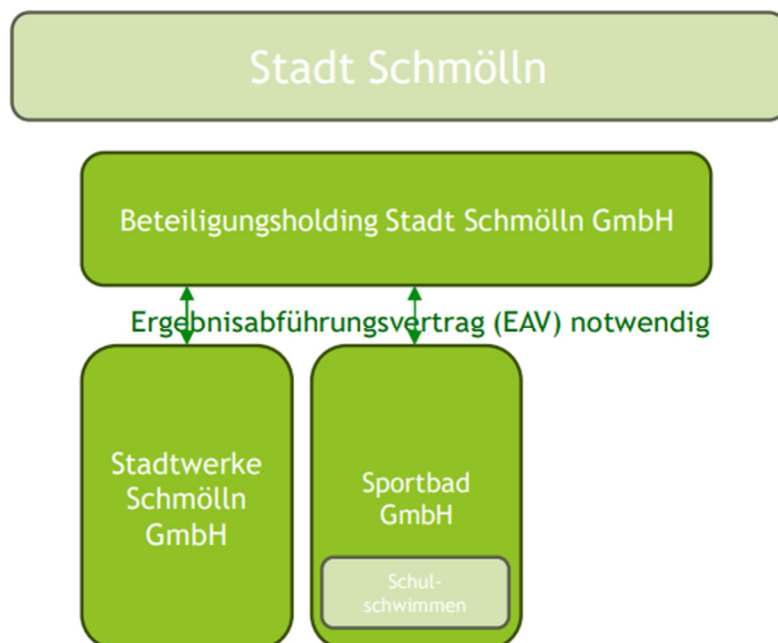 Stadt Schmölln
Beteiligungsholding Stadt Schmölln GmbH
Ergebnisabführungsvertrag (EAV) notwendig
Stadtwerke
Schmölln
GmbH
Sportbad
GmbH
Schul-
schwimmen